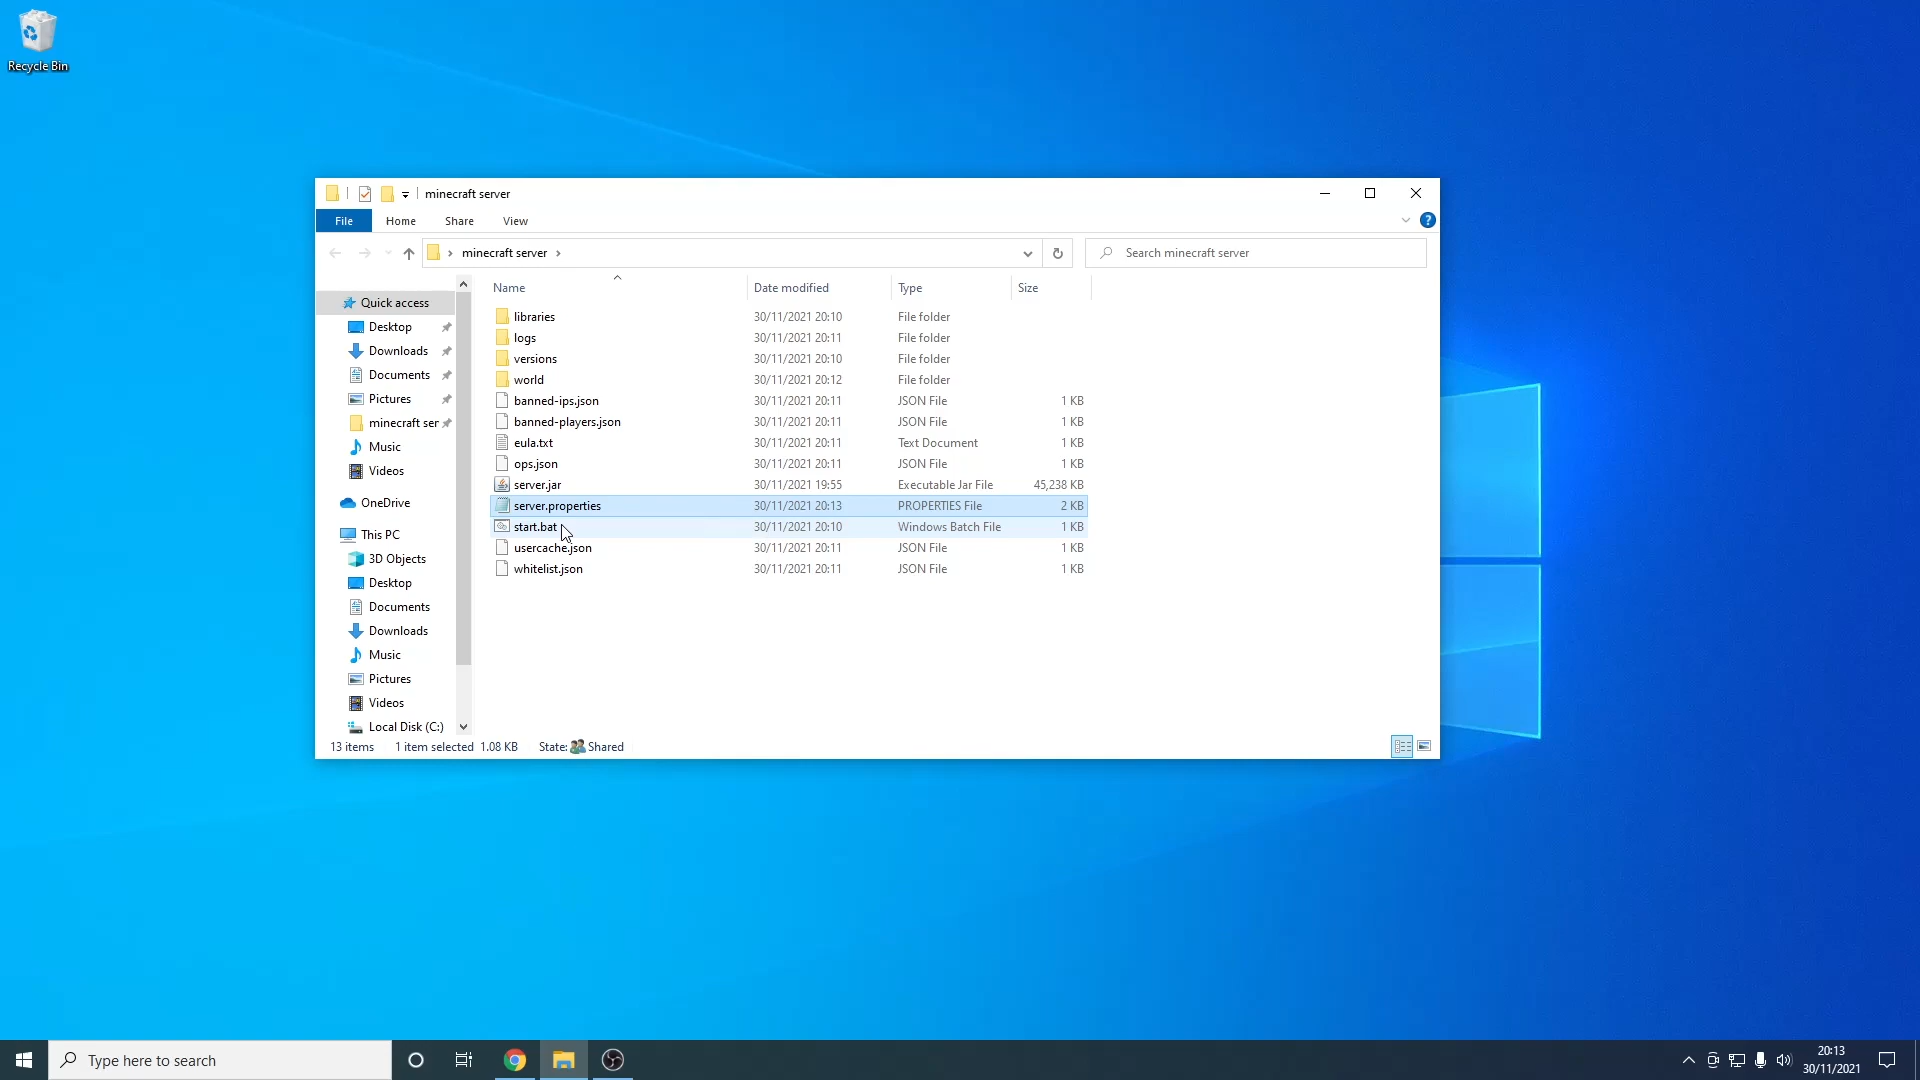 Recycle Bin
minecraft server
File Home Share View
minecraft server
Search minecraft server
Name Date modified Type Size
Quick access
Desktop
Downloads
Documents
Pictures
minecraft ser
Music
Videos
OneDrive
This PC
3D Objects
Desktop
Documents
Downloads
Music
Pictures
Videos
Local Disk (C:)
libraries 30/11/2021 20:10 File folder
logs 30/11/2021 20:11 File folder
versions 30/11/2021 20:10 File folder
world 30/11/2021 20:12 File folder
banned-ips.json 30/11/2021 20:11 JSON File 1 KB
banned-players.json 30/11/2021 20:11 JSON File 1 KB
eula.txt 30/11/2021 20:11 Text Document 1 KB
ops.json 30/11/2021 20:11 JSON File 1 KB
server.jar 30/11/2021 19:55 Executable Jar File 45,238 KB
server.properties 30/11/2021 20:13 PROPERTIES File 2 KB
start.bat 30/11/2021 20:10 Windows Batch File 1 KB
usercache.json 30/11/2021 20:11 JSON File 1 KB
whitelist.json 30/11/2021 20:11 JSON File 1 KB
13 items 1 item selected 1.08 KB State: Shared
Type here to search
20:13
30/11/2021